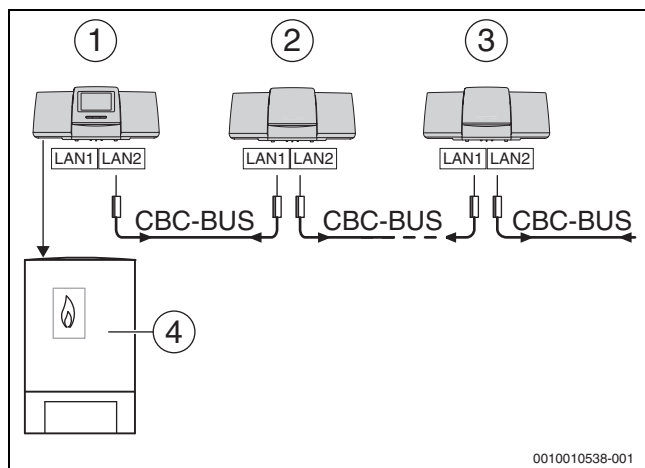 1 2 3
LAN1 LAN2 LAN1 LAN2 LAN1 LAN2
CBC-BUS CBC-BUS CBC-BUS
4
0010010538-001